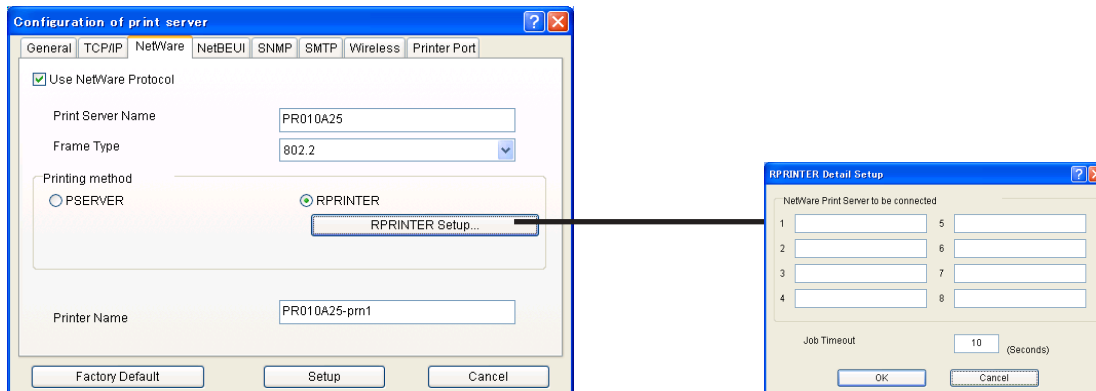 Configuration of print server
General TCP/IP NetWare NetBEUI SNMP SMTP Wireless Printer Port
Use NetWare Protocol
Print Server Name PR010A25
Frame Type 802.2
Printing method
PSERVER RPRINTER
RPRINTER Setup...
Printer Name PR010A25-prn1
Factory Default Setup Cancel
RPRINTER Detail Setup
NetWare Print Server to be connected
1 5
2 6
3 7
4 8
Job Timeout 10 (Seconds)
OK Cancel